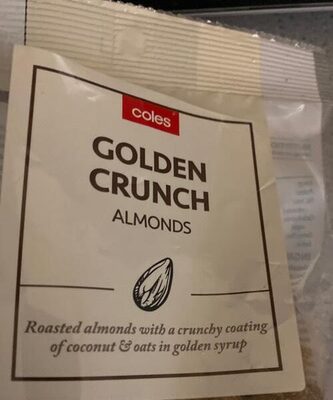 coles
GOLDEN
CRUNCH
ALMONDS
Roasted almonds with a crunchy coating
of coconut & oats in golden syrup